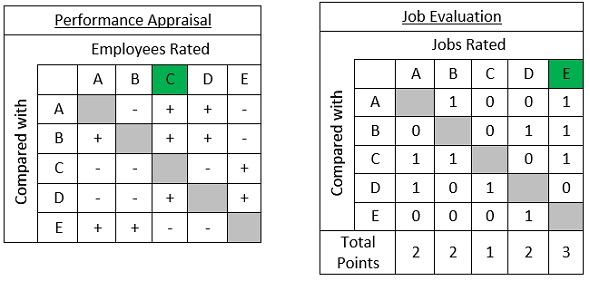 Performance Appraisal
Employees Rated
Compared with
A B C D E
A - + + -
B + + + -
C - - - +
D - - + +
E + + - -
Job Evaluation
Jobs Rated
Compared with
A B C D E
A 1 0 0 1
B 0 0 1 1
C 1 1 0 1
D 1 0 1 0
E 0 0 0 1
Total
Points
2 2 1 2 3